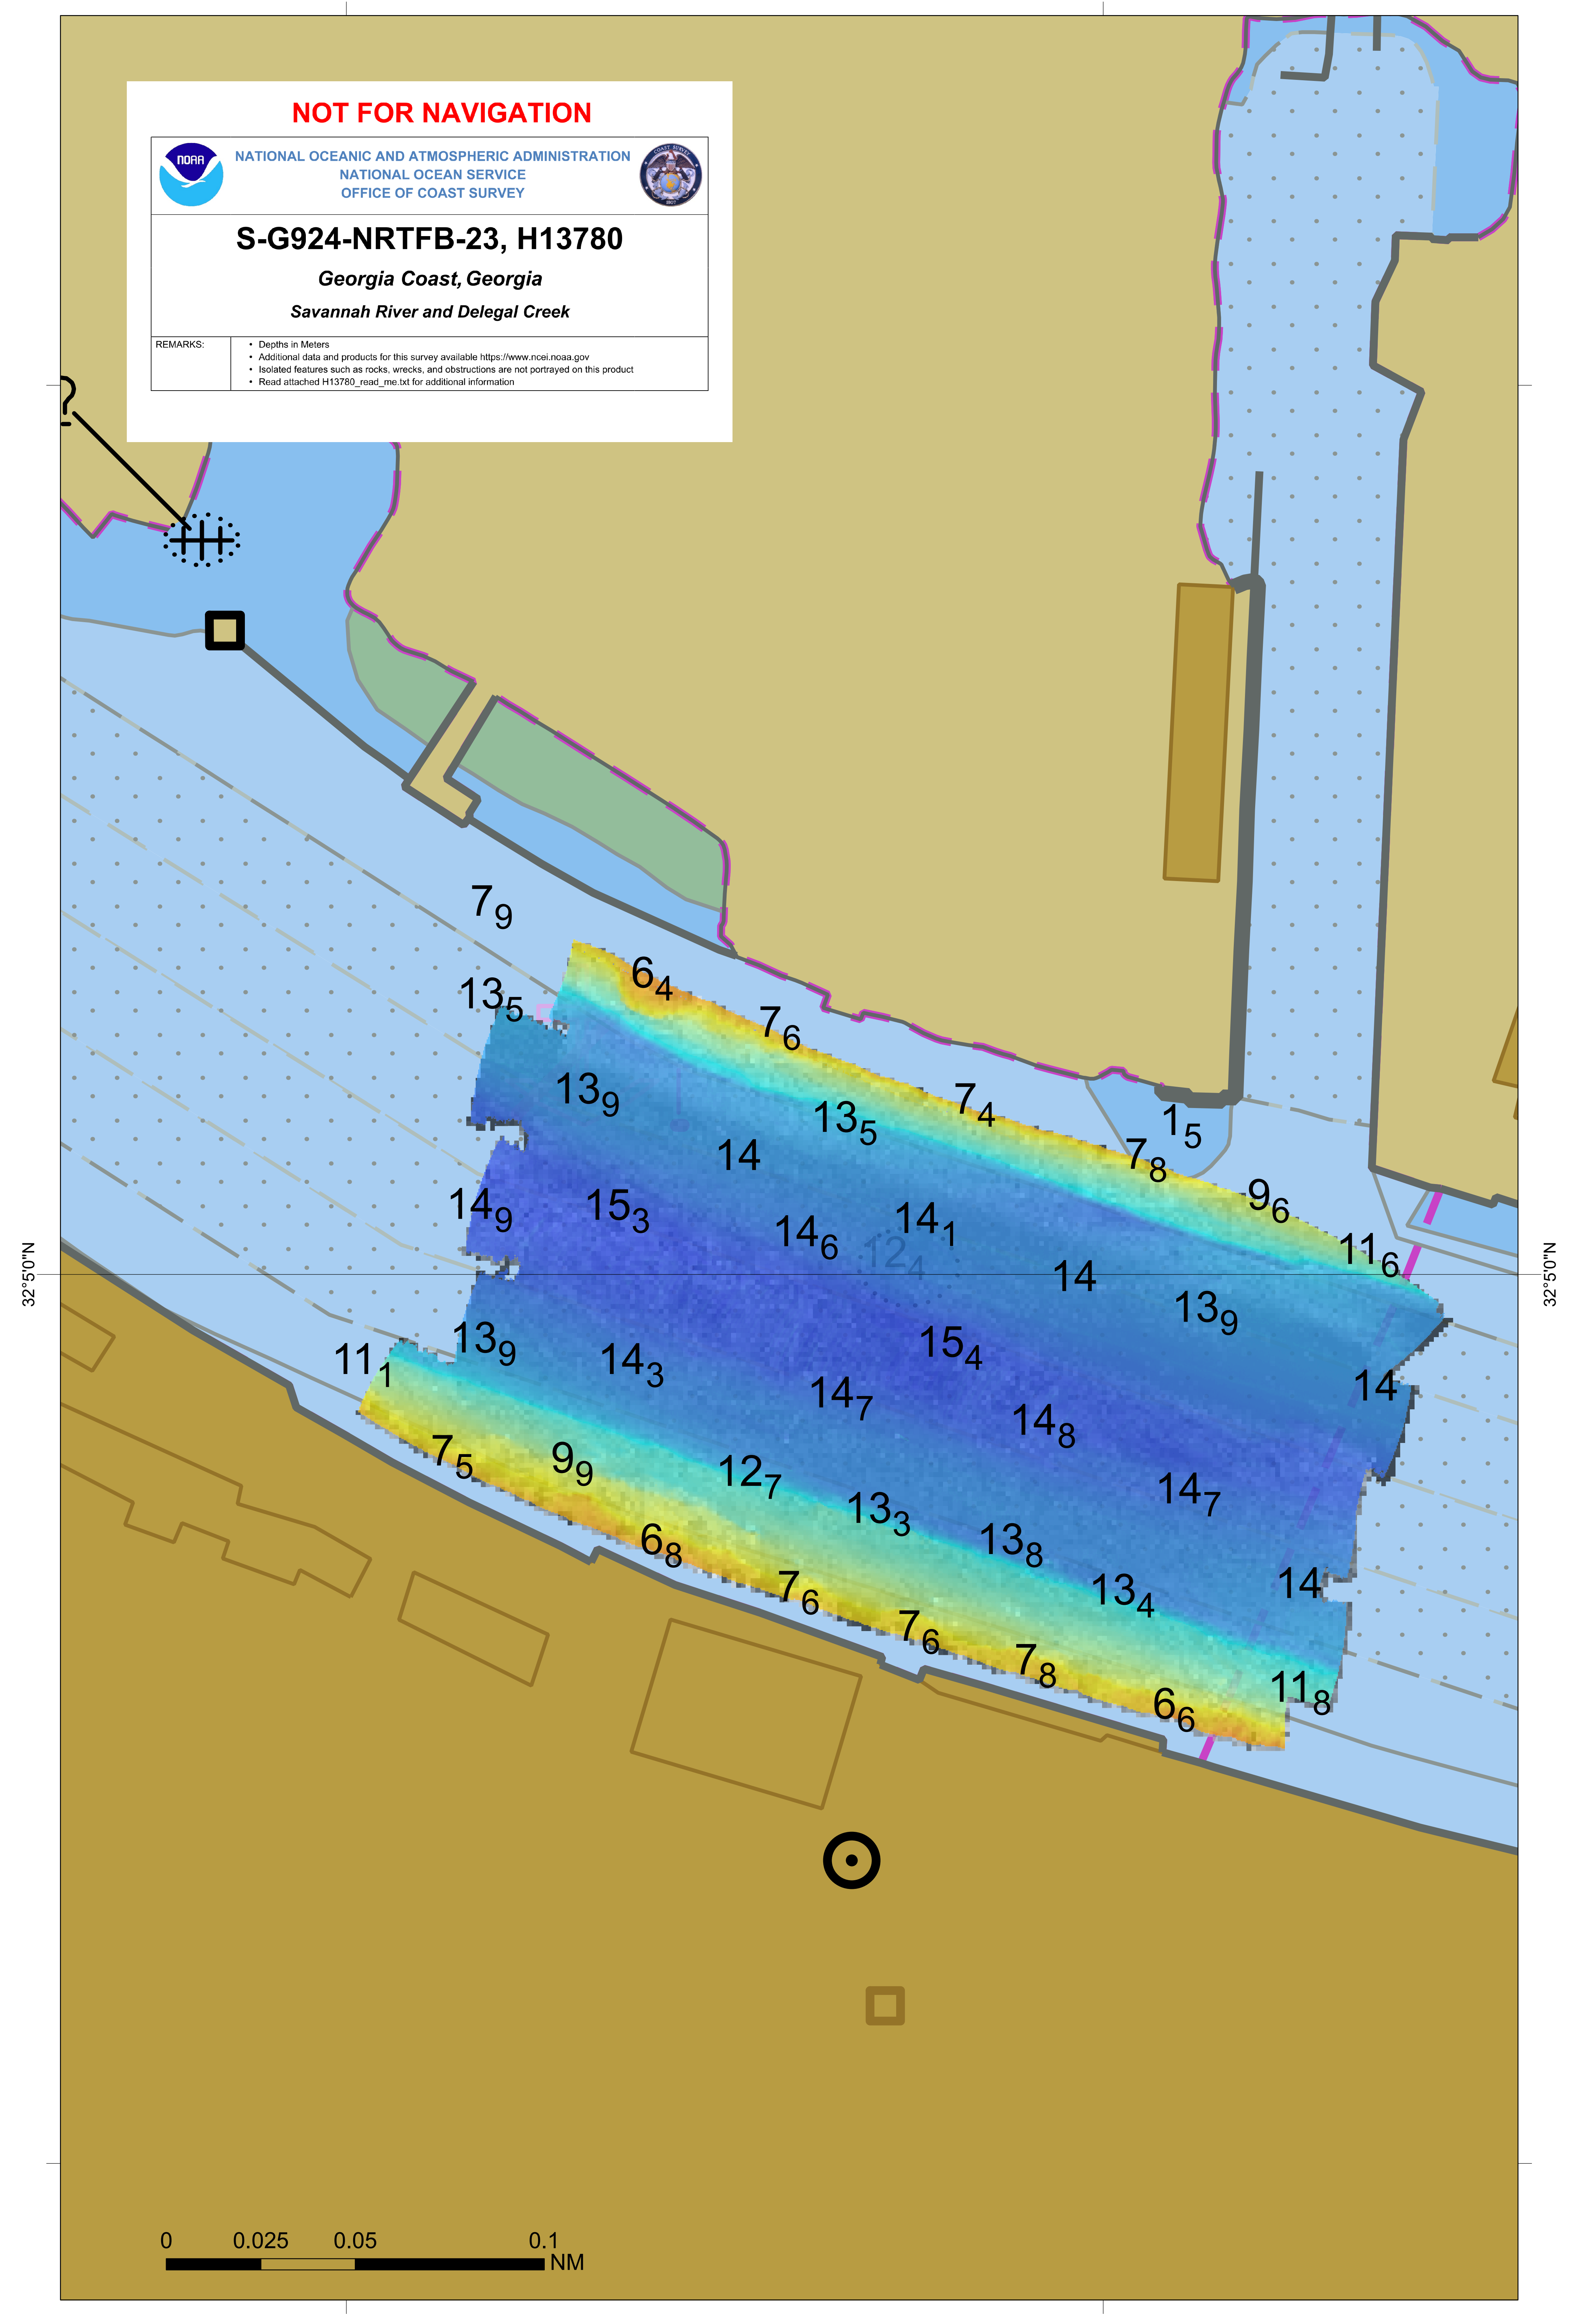 NOT FOR NAVIGATION
NOAA
NATIONAL OCEANIC AND ATMOSPHERIC ADMINISTRATION
NATIONAL OCEAN SERVICE
OFFICE OF COAST SURVEY
S-G924-NRTFB-23, H13780
Georgia Coast, Georgia
Savannah River and Delegal Creek
REMARKS:
• Depths in Meters
• Additional data and products for this survey available https://www.ncei.noaa.gov
• Isolated features such as rocks, wrecks, and obstructions are not portrayed on this product
• Read attached H13780_read_me.txt for additional information
?
7₉
6₄
13₅
7₆
13₉
7₄
13₅
1₅
14
7₈
9₆
14₉
15₃
14₁
14₆
12₄
11₆
32°5'0"N
32°5'0"N
14
13₉
13₉
15₄
11₁
14₃
14
14₇
14₈
7₅
9₉
12₇
14₇
13₃
6₈
13₈
7₆
13₄
14
7₆
7₈
11₈
6₆
0 0.025 0.05 0.1
NM